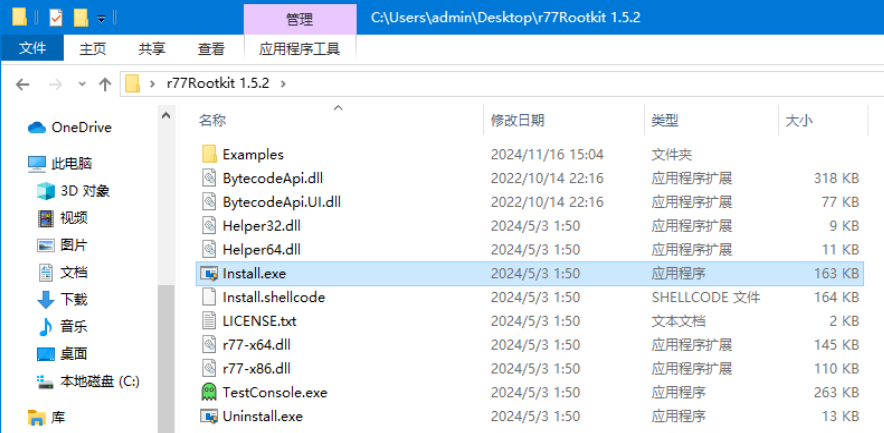 管理 C:\Users\admin\Desktop\r77Rootkit 1.5.2
文件 主页 共享 查看 应用程序工具
r77Rootkit 1.5.2
名称 修改日期 类型 大小
OneDrive
此电脑
3D 对象
视频
图片
文档
下载
音乐
桌面
本地磁盘 (C:)
库
Examples 2024/11/16 15:04 文件夹
BytecodeApi.dll 2022/10/14 22:16 应用程序扩展 318 KB
BytecodeApi.UI.dll 2022/10/14 22:16 应用程序扩展 77 KB
Helper32.dll 2024/5/3 1:50 应用程序扩展 9 KB
Helper64.dll 2024/5/3 1:50 应用程序扩展 11 KB
Install.exe 2024/5/3 1:50 应用程序 163 KB
Install.shellcode 2024/5/3 1:50 SHELLCODE 文件 164 KB
LICENSE.txt 2024/5/3 1:50 文本文档 2 KB
r77-x64.dll 2024/5/3 1:50 应用程序扩展 145 KB
r77-x86.dll 2024/5/3 1:50 应用程序扩展 110 KB
TestConsole.exe 2024/5/3 1:50 应用程序 263 KB
Uninstall.exe 2024/5/3 1:50 应用程序 13 KB